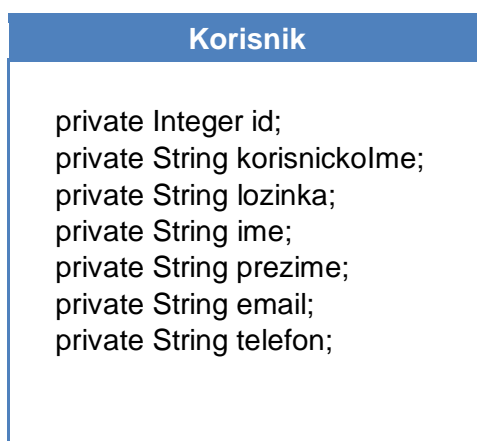 Korisnik
private Integer id;
private String korisnickoIme;
private String lozinka;
private String ime;
private String prezime;
private String email;
private String telefon;